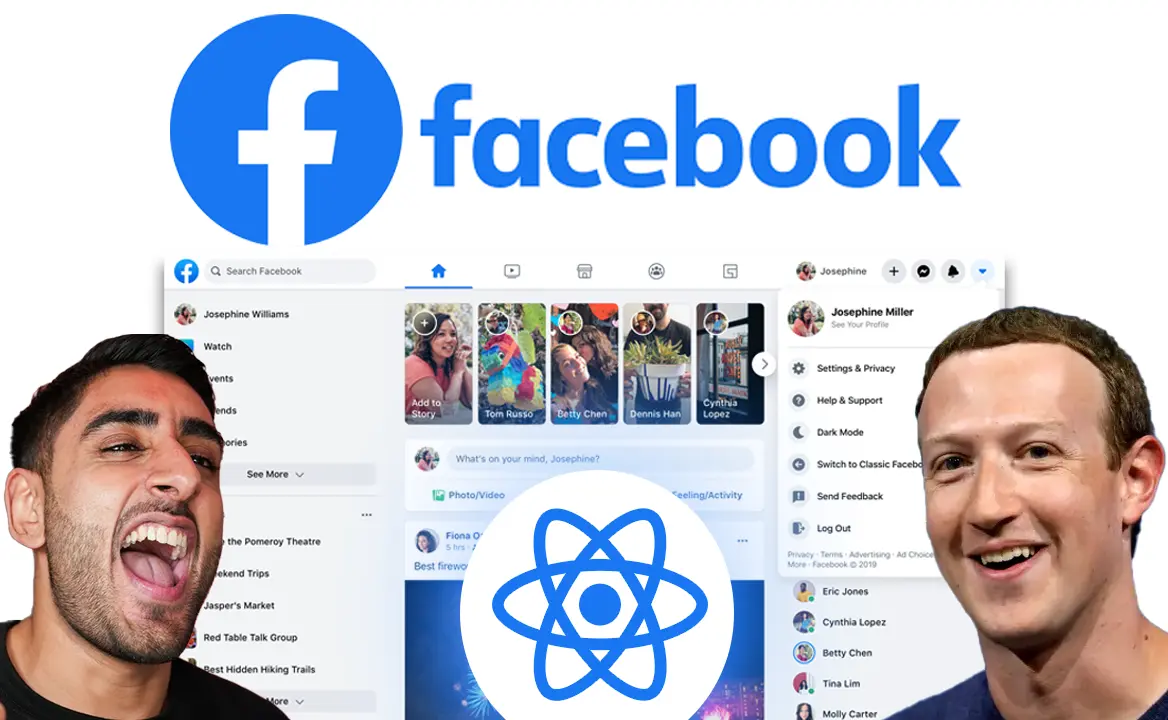 facebook
Search Facebook
Josephine
Josephine Williams
Watch
See More
the Pomeroy Theatre
Trips
Jasper's Market
Red Table Talk Group
Best Hidden Hiking Trails
More
Add to
Story
Tom Russo
Betty Chen
Dennis Han
Cynthia
Lopez
What's on your mind, Josephine?
Photo/Video
Feeling/Activity
Fiona
5 hrs
Best
Josephine Miller
See Your Profile
Settings & Privacy
Help & Support
Dark Mode
Switch to Classic Facebo
Send Feedback
Log Out
Privacy · Terms · Advertising · Ad Choice
More · Facebook © 2019
Eric Jones
Cynthia Lopez
Betty Chen
Tina Lim
Molly Carter